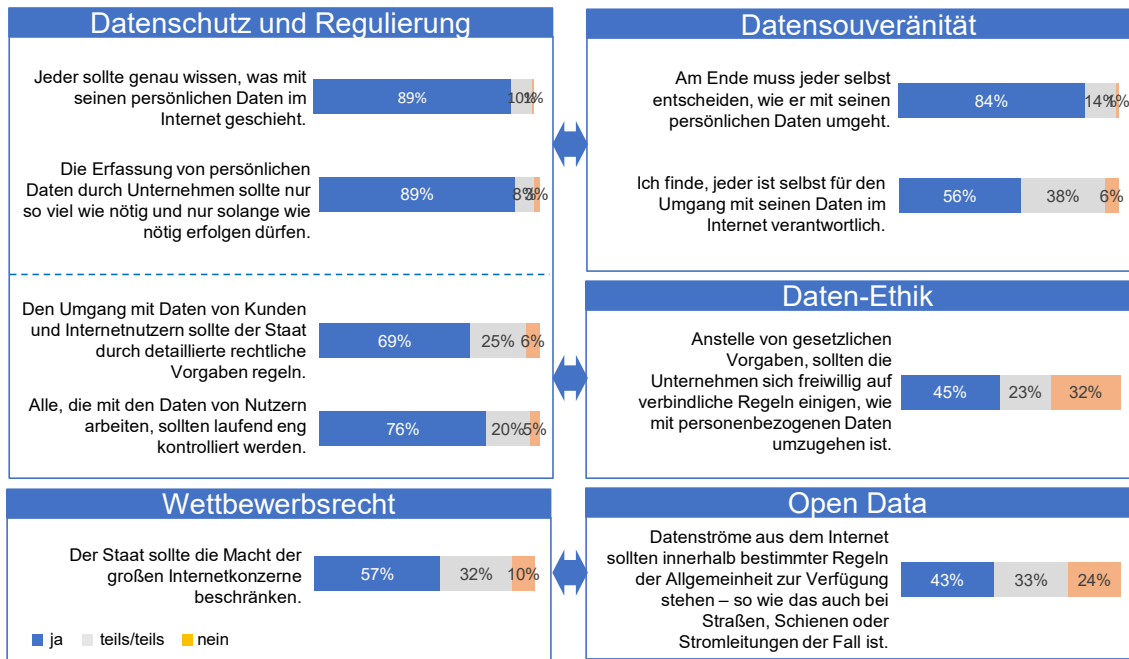 Datenschutz und Regulierung
Jeder sollte genau wissen, was mit
seinen persönlichen Daten im
Internet geschieht.
89% 10% 1%
Die Erfassung von persönlichen
Daten durch Unternehmen sollte nur
so viel wie nötig und nur solange wie
nötig erfolgen dürfen.
89% 8% 3%
Den Umgang mit Daten von Kunden
und Internetnutzern sollte der Staat
durch detaillierte rechtliche
Vorgaben regeln.
69% 25% 6%
Alle, die mit den Daten von Nutzern
arbeiten, sollten laufend eng
kontrolliert werden.
76% 20% 5%
Datensouveränität
Am Ende muss jeder selbst
entscheiden, wie er mit seinen
persönlichen Daten umgeht.
84% 14% 1%
Ich finde, jeder ist selbst für den
Umgang mit seinen Daten im
Internet verantwortlich.
56% 38% 6%
Daten-Ethik
Anstelle von gesetzlichen
Vorgaben, sollten die
Unternehmen sich freiwillig auf
verbindliche Regeln einigen, wie
mit personenbezogenen Daten
umzugehen ist.
45% 23% 32%
Wettbewerbsrecht
Der Staat sollte die Macht der
großen Internetkonzerne
beschränken.
57% 32% 10%
ja teils/teils nein
Open Data
Datenströme aus dem Internet
sollten innerhalb bestimmter Regeln
der Allgemeinheit zur Verfügung
stehen – so wie das auch bei
Straßen, Schienen oder
Stromleitungen der Fall ist.
43% 33% 24%